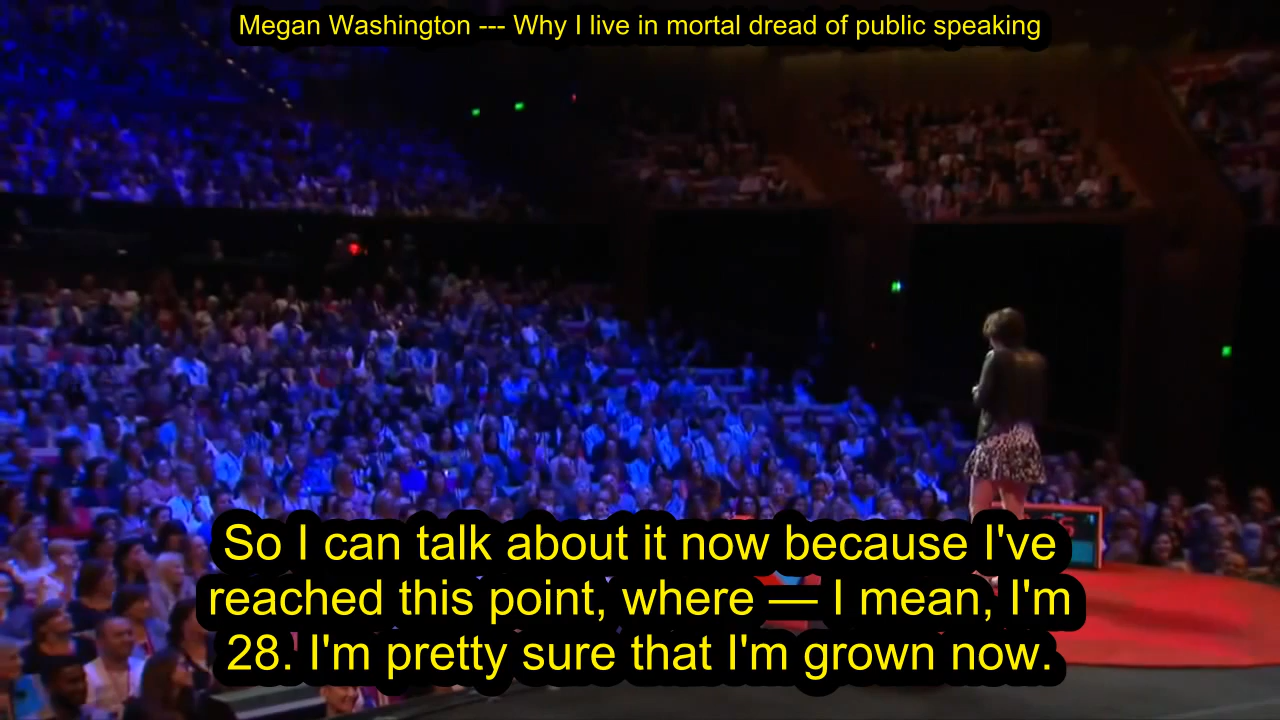 Megan Washington --- Why I live in mortal dread of public speaking
So I can talk about it now because I've
reached this point, where — I mean, I'm
28. I'm pretty sure that I'm grown now.